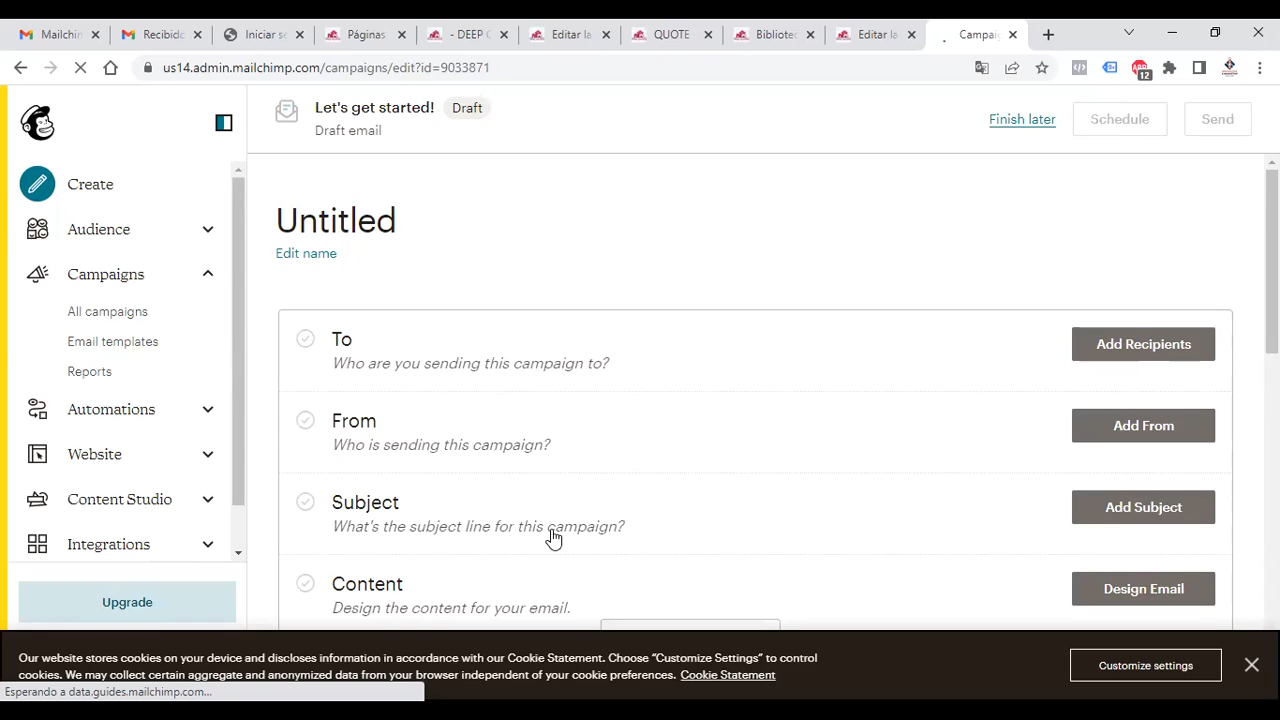 Mailchim
Recibido
Iniciar se
Páginas
- DEEP C
Editar la
QUOTE
Bibliotec
Editar la
Campaig
us14.admin.mailchimp.com/campaigns/edit?id=9033871
12
Let's get started! Draft
Draft email
Finish later
Schedule
Send
Create
Audience
Campaigns
All campaigns
Email templates
Reports
Automations
Website
Content Studio
Integrations
Upgrade
Untitled
Edit name
To
Who are you sending this campaign to?
Add Recipients
From
Who is sending this campaign?
Add From
Subject
What's the subject line for this campaign?
Add Subject
Content
Design the content for your email.
Design Email
Our website stores cookies on your device and discloses information in accordance with our Cookie Statement. Choose “Customize Settings” to control
cookies. We may collect certain aggregate and anonymized data from your browser independent of your cookie preferences. Cookie Statement
Customize settings
Esperando a data.guides.mailchimp.com...